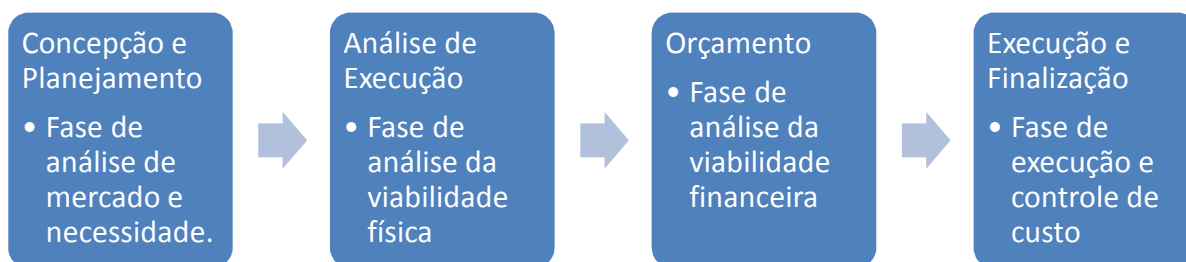 Concepção e
Planejamento
• Fase de
análise de
mercado e
necessidade.
Análise de
Execução
• Fase de
análise da
viabilidade
física
Orçamento
• Fase de
análise da
viabilidade
financeira
Execução e
Finalização
• Fase de
execução e
controle de
custo